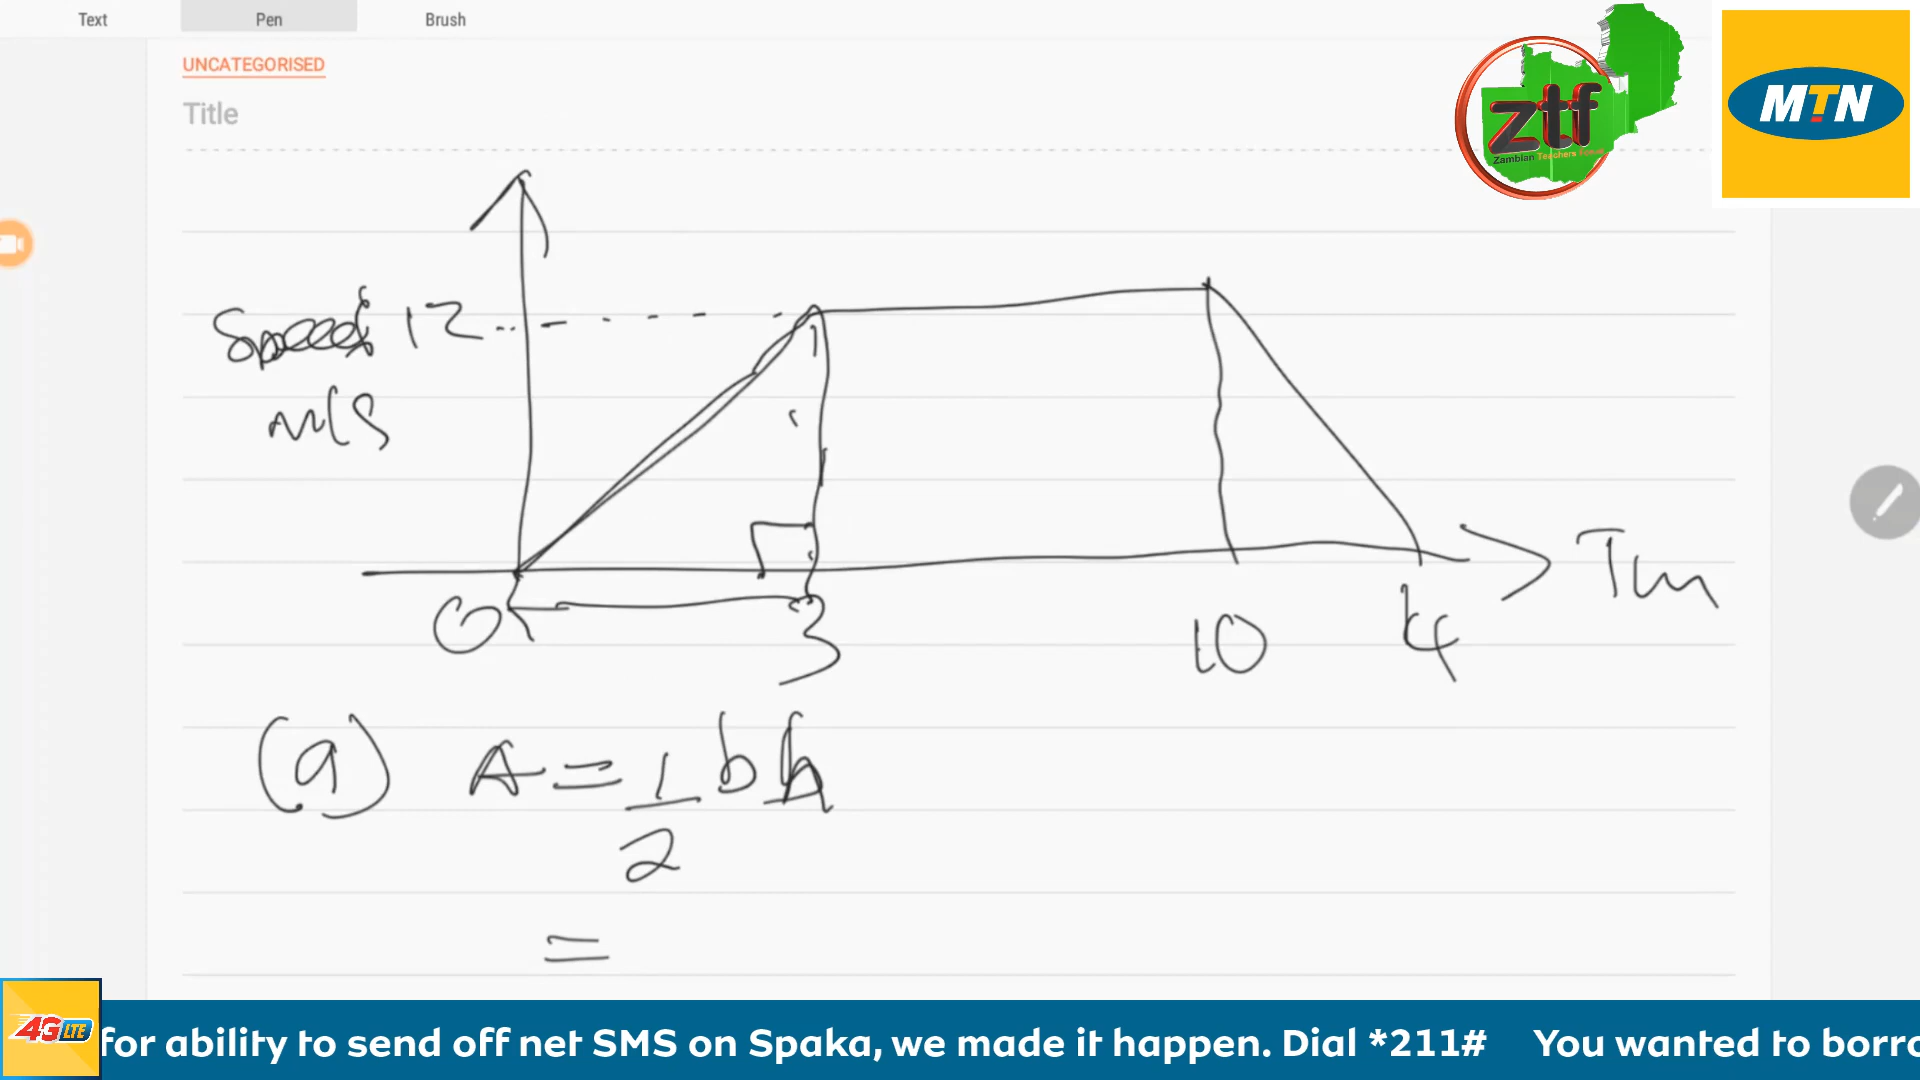 Text Pen Brush
UNCATEGORISED
Title
ztf
Zambian Teachers Forum
MTN
Speed 12
m/s
0 3 10 14
(a) A = 1/2 bh
=
4G LTE
for ability to send off net SMS on Spaka, we made it happen. Dial *211# You wanted to borro